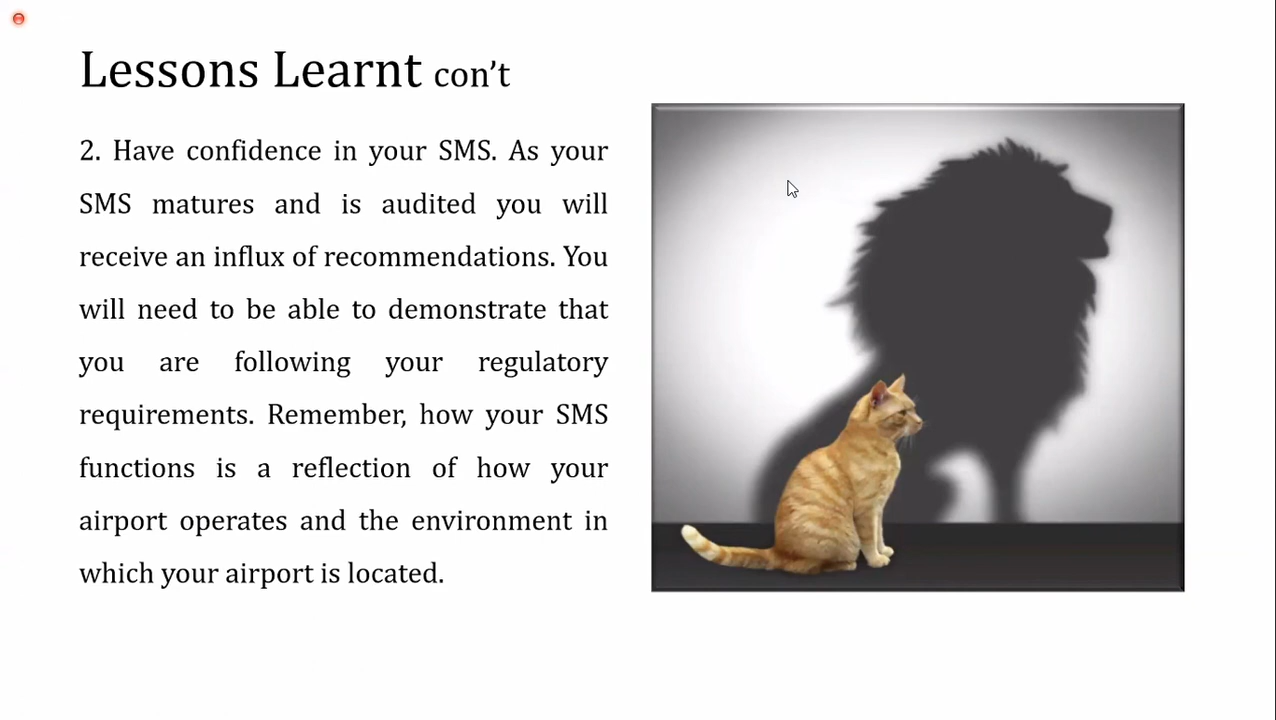 Lessons Learnt con’t
2. Have confidence in your SMS. As your
SMS matures and is audited you will
receive an influx of recommendations. You
will need to be able to demonstrate that
you are following your regulatory
requirements. Remember, how your SMS
functions is a reflection of how your
airport operates and the environment in
which your airport is located.